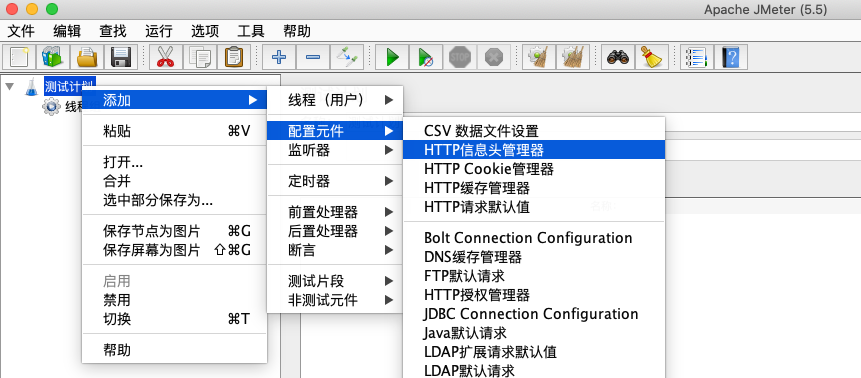 Apache JMeter (5.5)
文件 编辑 查找 运行 选项 工具 帮助
测试计划
线程
添加
粘贴 ⌘V
打开...
合并
选中部分保存为...
保存节点为图片 ⌘G
保存屏幕为图片 ⇧⌘G
启用
禁用
切换 ⌘T
帮助
线程（用户）
配置元件
监听器
定时器
前置处理器
后置处理器
断言
测试片段
非测试元件
CSV 数据文件设置
HTTP信息头管理器
HTTP Cookie管理器
HTTP缓存管理器
HTTP请求默认值
Bolt Connection Configuration
DNS缓存管理器
FTP默认请求
HTTP授权管理器
JDBC Connection Configuration
Java默认请求
LDAP扩展请求默认值
LDAP默认请求